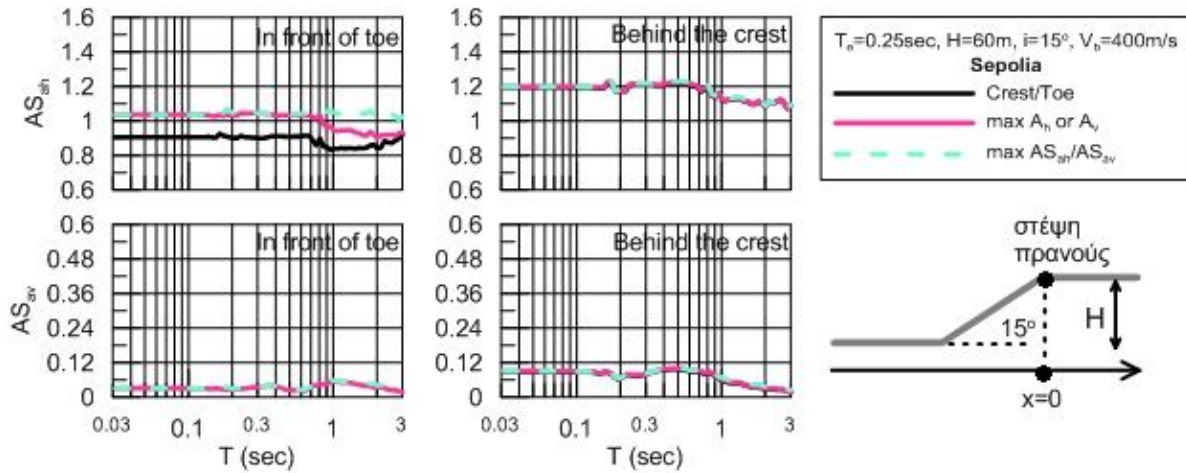 1.6
1.4
1.2
1
0.8
0.6
AS_ah
In front of toe
1.6
1.4
1.2
1
0.8
0.6
Behind the crest
T_e=0.25sec, H=60m, i=15°, V_b=400m/s
Sepolia
Crest/Toe
max A_h or A_v
max AS_ah/AS_av
0.6
0.48
0.36
0.24
0.12
0
AS_av
In front of toe
0.03
0.1
0.3
1
3
T (sec)
0.6
0.48
0.36
0.24
0.12
0
Behind the crest
0.03
0.1
0.3
1
3
T (sec)
στέψη
πρανούς
15°
H
x=0